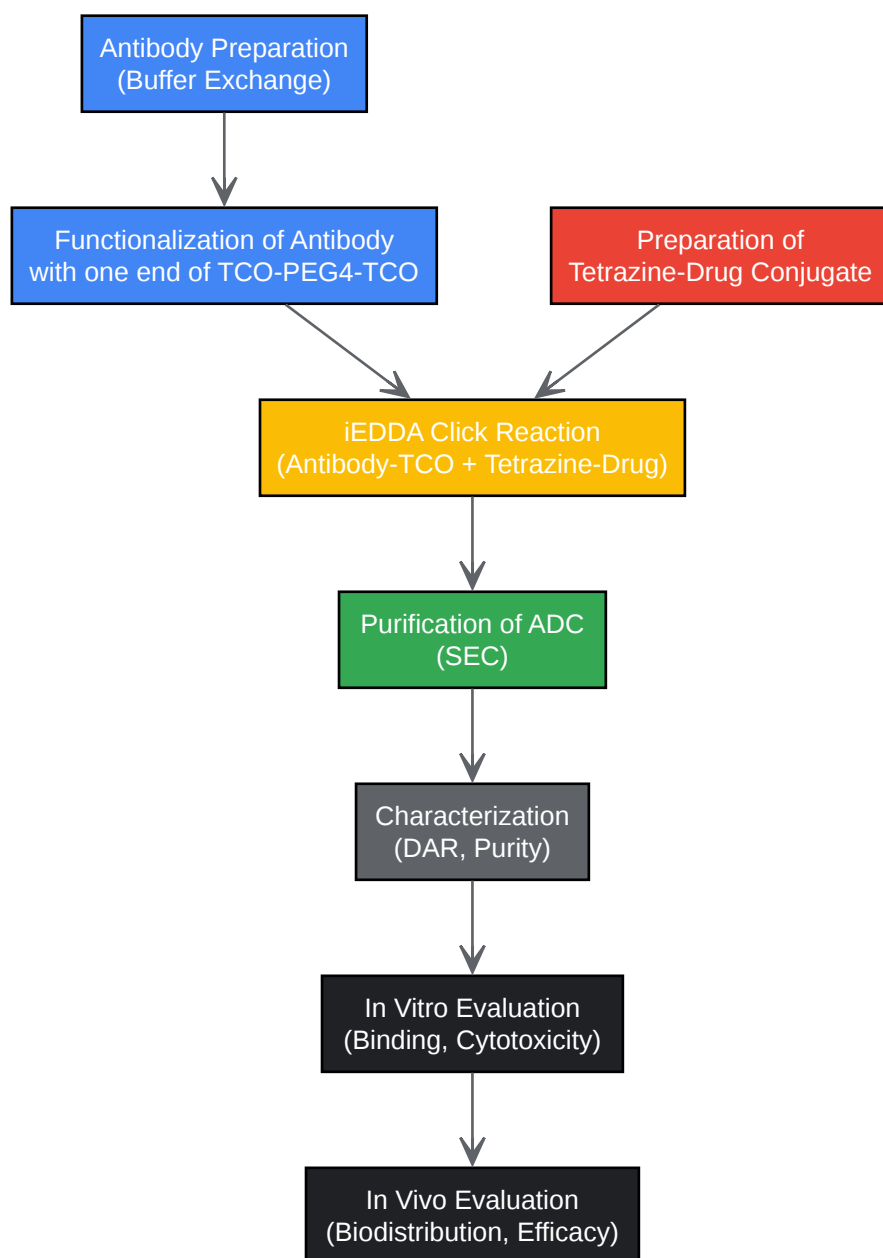 Antibody Preparation
(Buffer Exchange)
Functionalization of Antibody
with one end of TCO-PEG4-TCO
Preparation of
Tetrazine-Drug Conjugate
iEDDA Click Reaction
(Antibody-TCO + Tetrazine-Drug)
Purification of ADC
(SEC)
Characterization
(DAR, Purity)
In Vitro Evaluation
(Binding, Cytotoxicity)
In Vivo Evaluation
(Biodistribution, Efficacy)